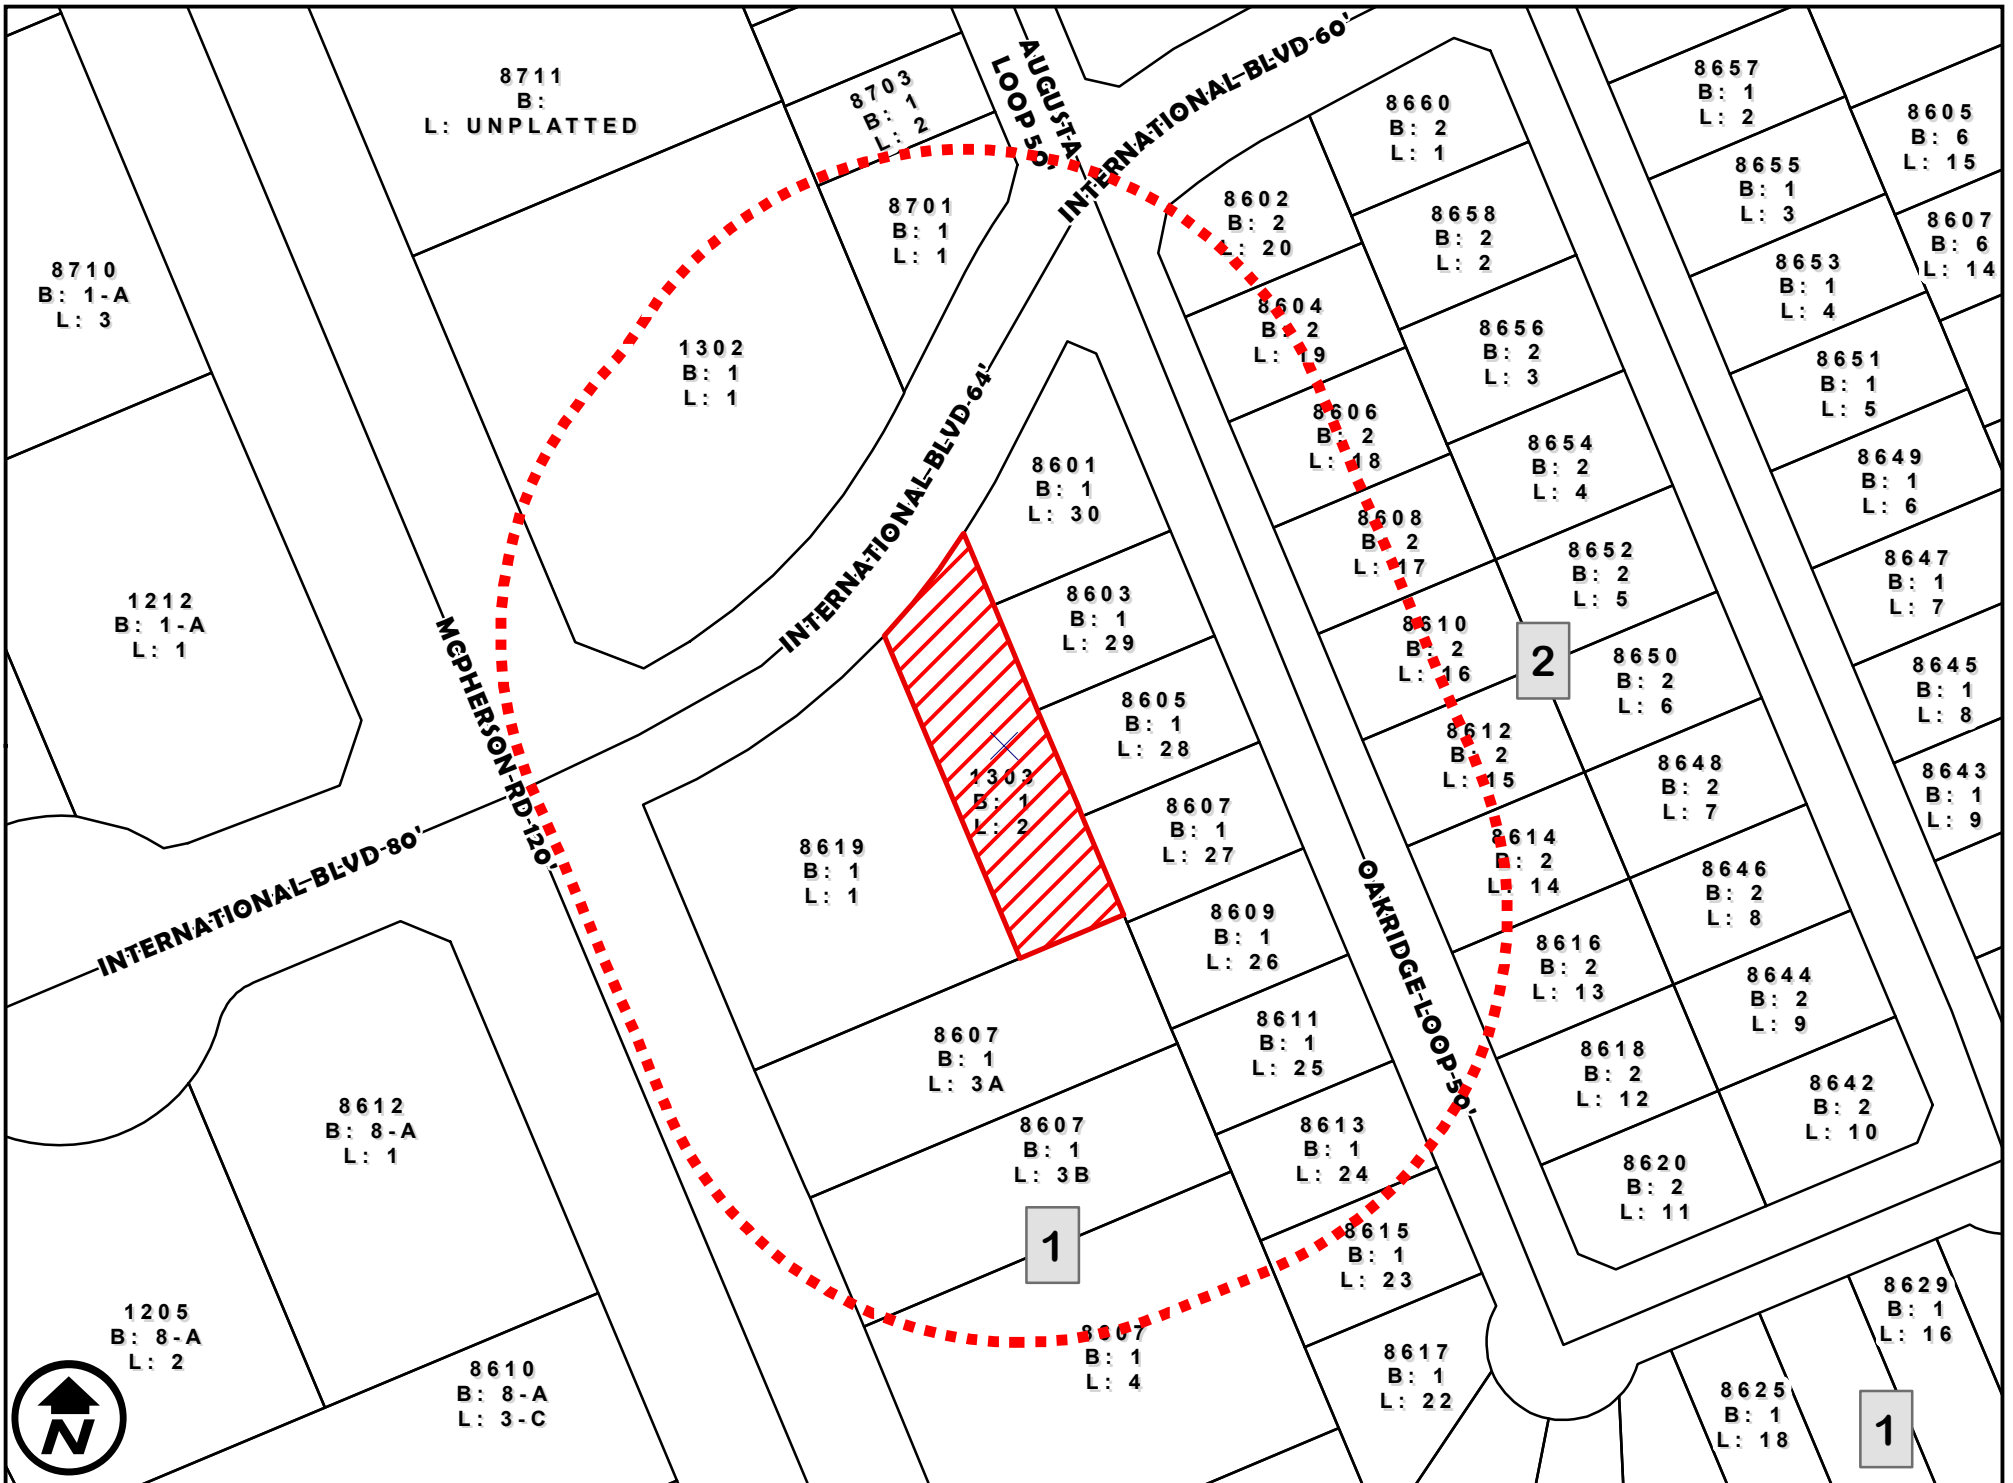 8711
B:
L: UNPLATTED
8703
B: 1
L: 2
AUGUSTA
LOOP 50'
INTERNATIONAL-BLVD-60'
8660
B: 2
L: 1
8657
B: 1
L: 2
8605
B: 6
L: 15
8655
B: 1
L: 3
8607
B: 6
L: 14
8701
B: 1
L: 1
8602
B: 2
L: 20
8658
B: 2
L: 2
8653
B: 1
L: 4
8710
B: 1-A
L: 3
1302
B: 1
L: 1
8604
B: 2
L: 19
8656
B: 2
L: 3
8651
B: 1
L: 5
INTERNATIONAL-BLVD-64'
8606
B: 2
L: 18
8654
B: 2
L: 4
8649
B: 1
L: 6
8601
B: 1
L: 30
8608
B: 2
L: 17
8652
B: 2
L: 5
8647
B: 1
L: 7
1212
B: 1-A
L: 1
8603
B: 1
L: 29
8610
B: 2
L: 16
2
8650
B: 2
L: 6
8645
B: 1
L: 8
MCPHERSON-RD-120'
8605
B: 1
L: 28
8612
B: 2
L: 15
8648
B: 2
L: 7
8643
B: 1
L: 9
1303
B: 1
L: 2
8607
B: 1
L: 27
8619
B: 1
L: 1
8614
B: 2
L: 14
8646
B: 2
L: 8
INTERNATIONAL-BLVD-80'
8609
B: 1
L: 26
OAKRIDGE-LOOP-50'
8616
B: 2
L: 13
8644
B: 2
L: 9
8607
B: 1
L: 3A
8611
B: 1
L: 25
8618
B: 2
L: 12
8642
B: 2
L: 10
8612
B: 8-A
L: 1
8607
B: 1
L: 3B
8613
B: 1
L: 24
8620
B: 2
L: 11
1
8615
B: 1
L: 23
8629
B: 1
L: 16
1205
B: 8-A
L: 2
8607
B: 1
L: 4
8617
B: 1
L: 22
8610
B: 8-A
L: 3-C
8625
B: 1
L: 18
1
N